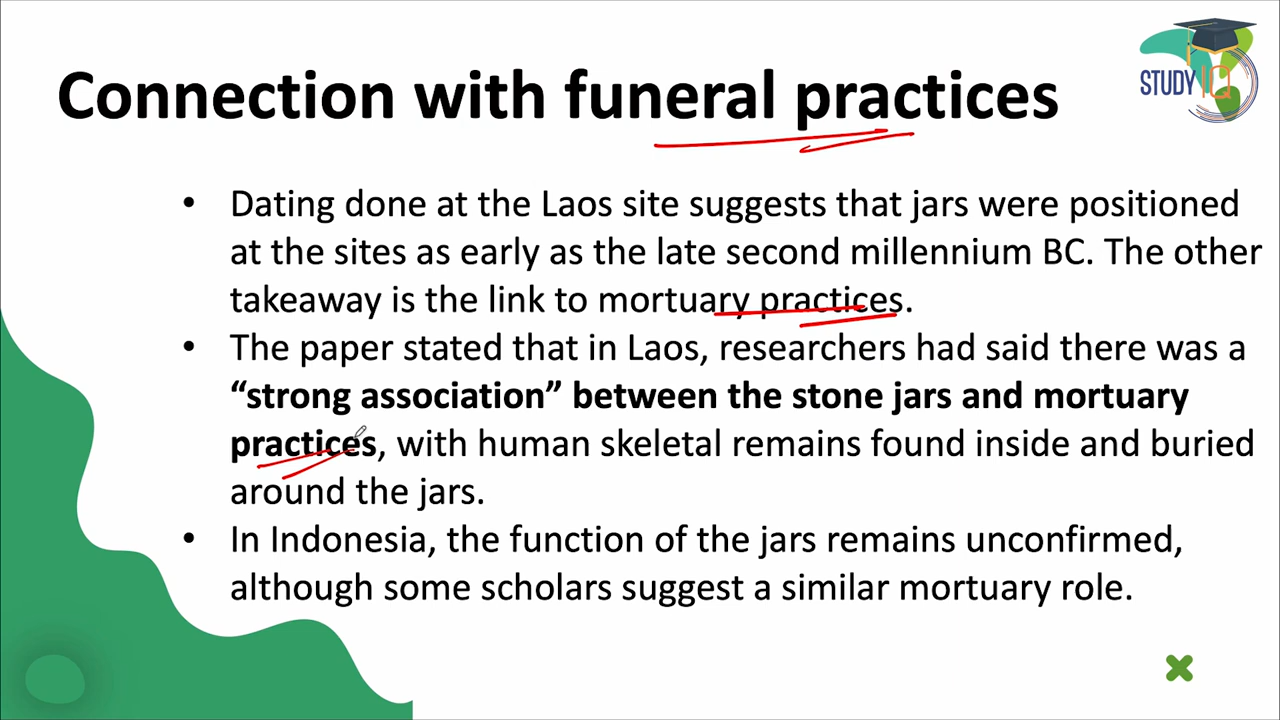 Connection with funeral practices
STUDY IQ
• Dating done at the Laos site suggests that jars were positioned
at the sites as early as the late second millennium BC. The other
takeaway is the link to mortuary practices.
• The paper stated that in Laos, researchers had said there was a
“strong association” between the stone jars and mortuary
practices, with human skeletal remains found inside and buried
around the jars.
• In Indonesia, the function of the jars remains unconfirmed,
although some scholars suggest a similar mortuary role.